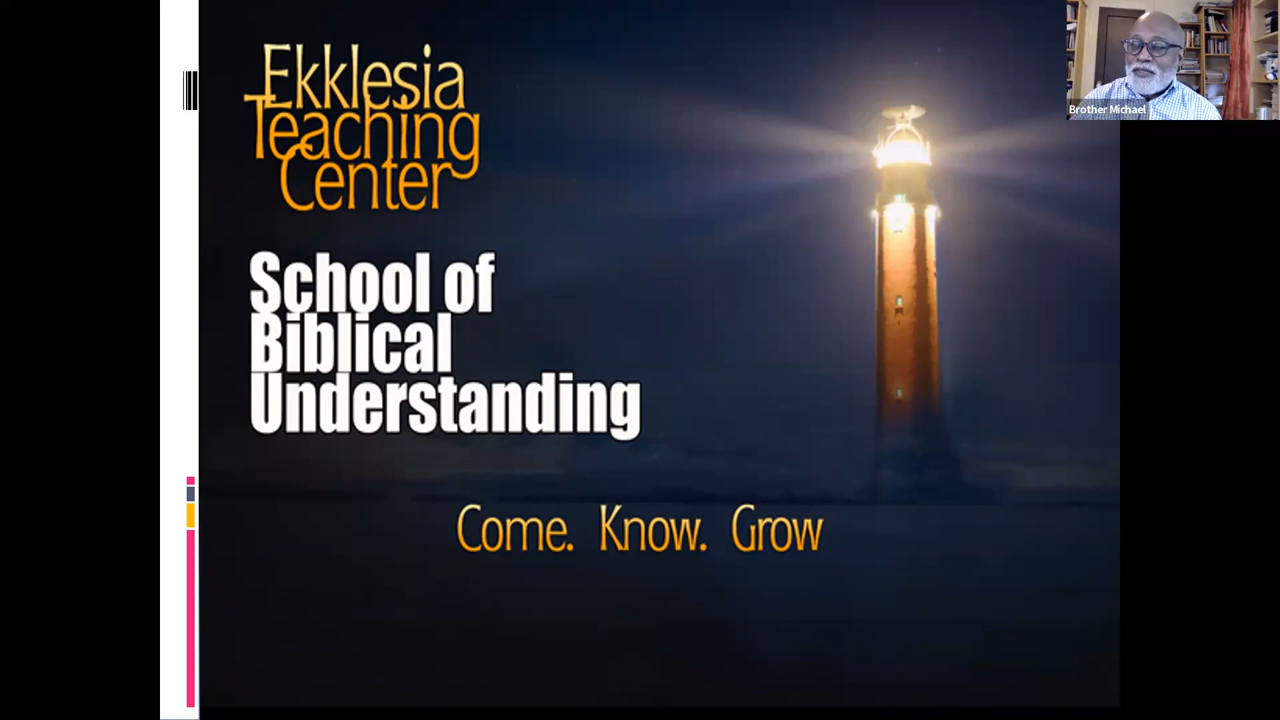 Ekklesia
Teaching
Center
School of
Biblical
Understanding
Come. Know. Grow
Brother Michael